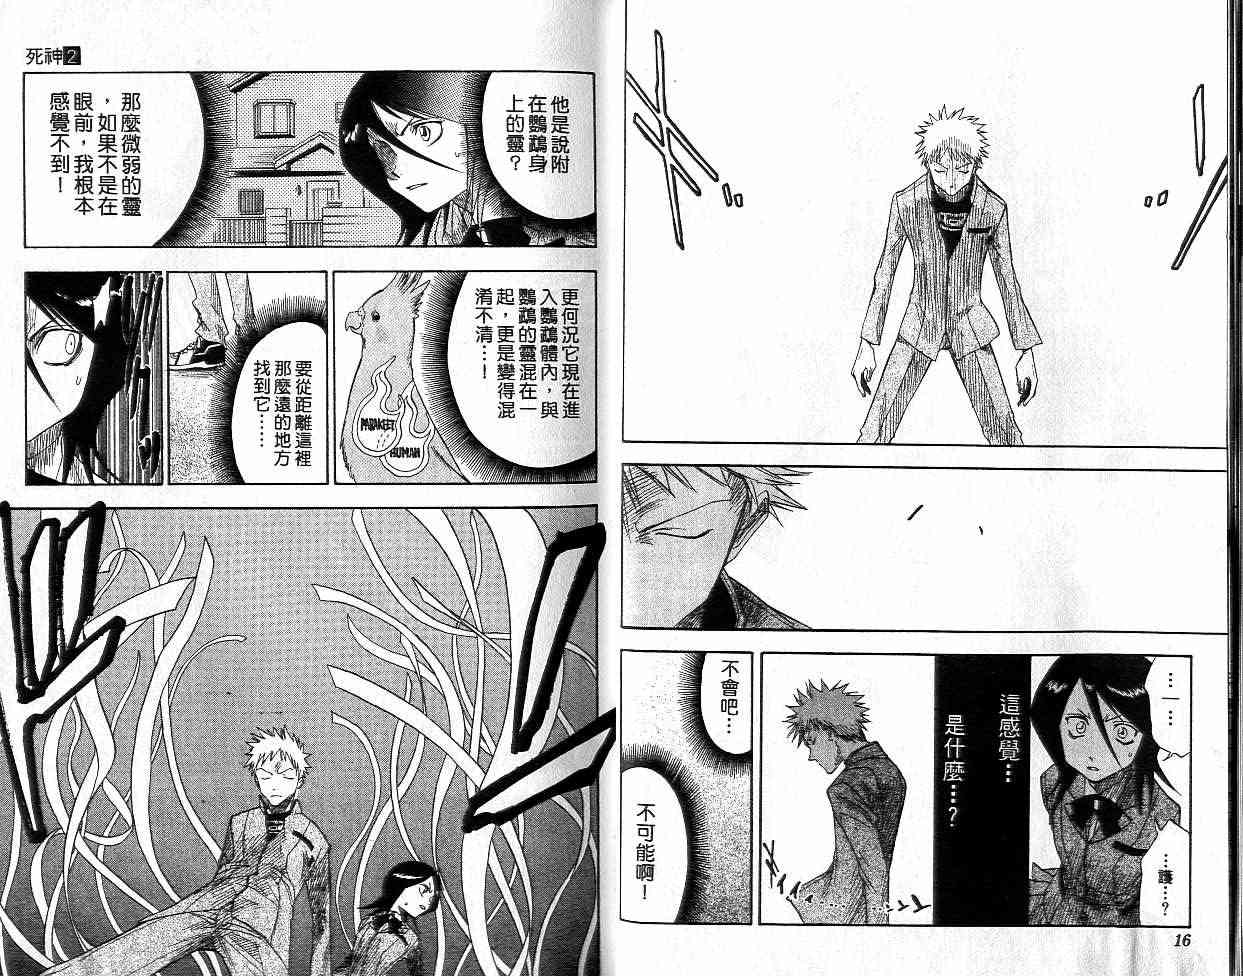 …一…
…護…？
這感覺…
是什麼…？
不會吧…
不可能啊！
16
死神2
他是說附
在鸚鵡身
上的靈？
那麼微弱的靈
，如果不是在
眼前，我根本
感覺不到！
更何況它現在進
入鸚鵡體內，與
鸚鵡的靈混在一
起，更是變得混
淆不清…！
PARAKEET
HUMAN
要從距離這裡
那麼遠的地方
找到它……